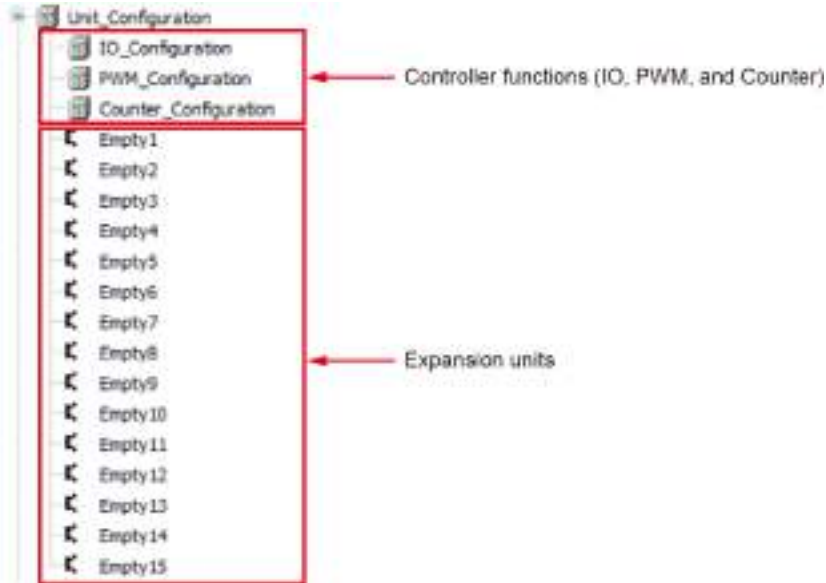 Unit_Configuration
IO_Configuration
PWM_Configuration
Counter_Configuration
Controller functions (IO, PWM, and Counter)
Empty1
Empty2
Empty3
Empty4
Empty5
Empty6
Empty7
Empty8
Expansion units
Empty9
Empty10
Empty11
Empty12
Empty13
Empty14
Empty15